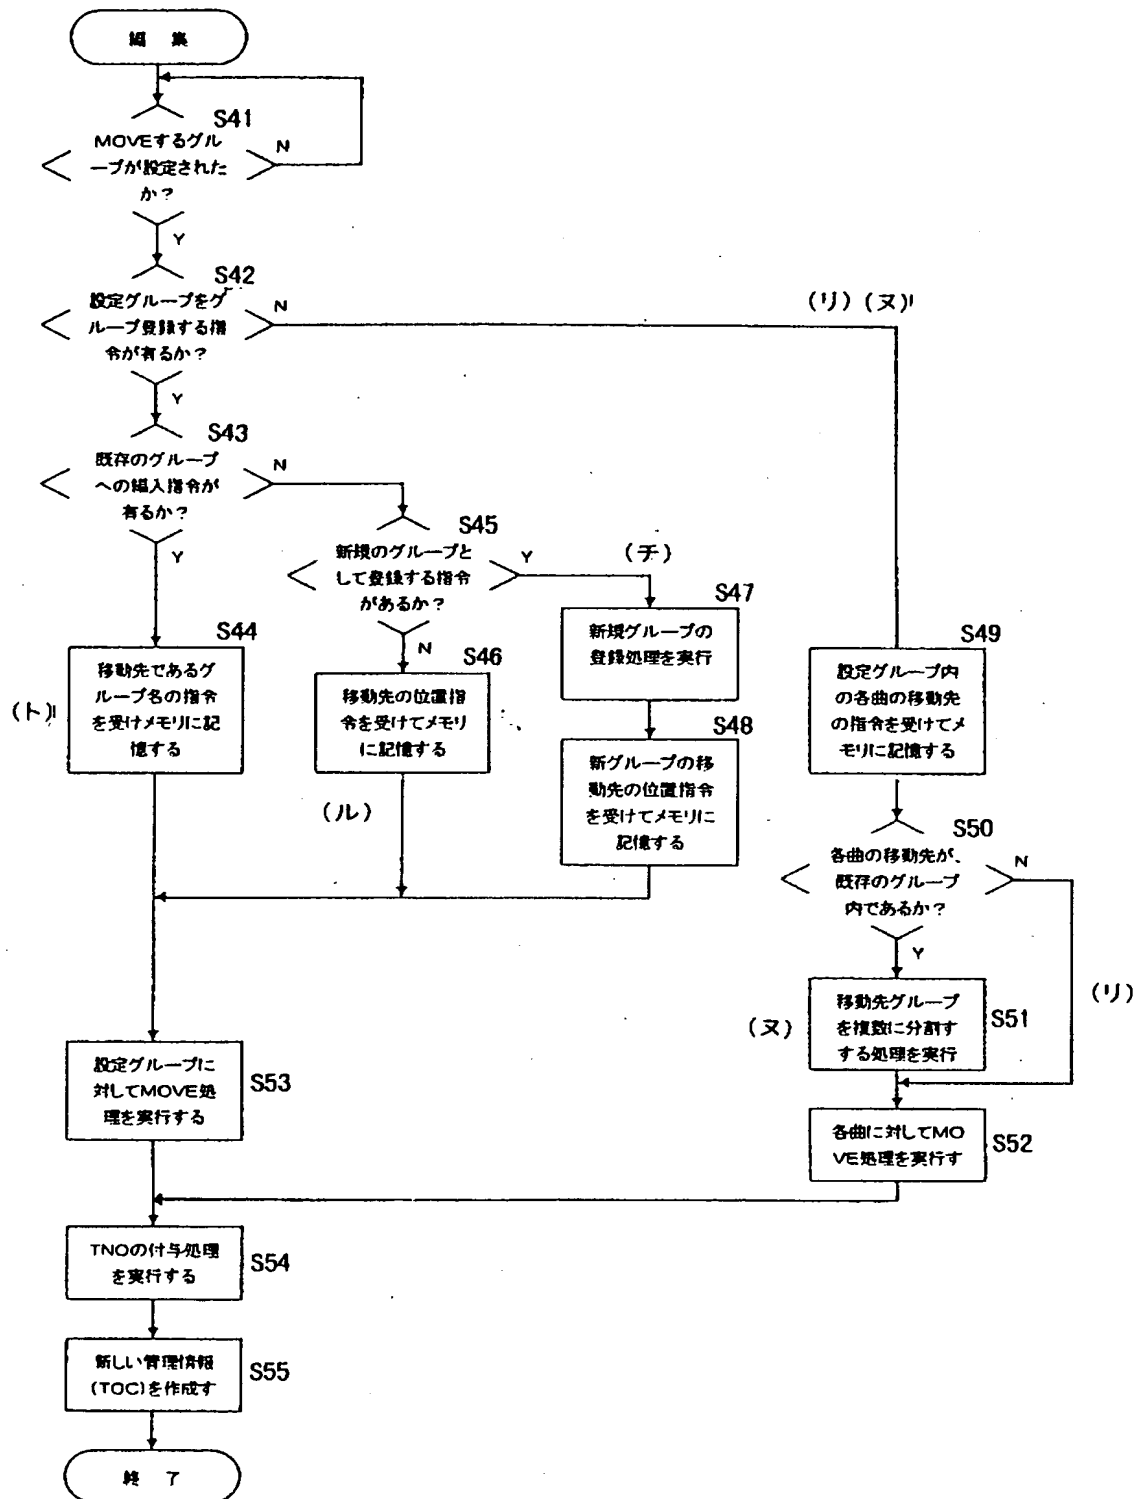 編 集
S41
MOVEするグル
ープが設定された
か？
N
Y
S42
設定グループをグ
ループ登録する指
令が有るか？
N
(リ) (ヌ)
Y
S43
既存のグループ
への編入指令が
有るか？
N
Y
S45
新規のグループと
して登録する指令
があるか？
Y
(チ)
N
S47
新規グループの
登録処理を実行
S44
移動先であるグ
ループ名の指令
を受けメモリに記
憶する
(ト)
S46
移動先の位置指
令を受けてメモリ
に記憶する
(ル)
S48
新グループの移
動先の位置指令
を受けてメモリに
記憶する
S49
設定グループ内
の各曲の移動先
の指令を受けてメ
モリに記憶する
S50
各曲の移動先が、
既存のグループ
内であるか？
N
Y
(リ)
(ヌ)
移動先グループ
を複数に分割す
する処理を実行
S51
設定グループに
対してMOVE処
理を実行する
S53
各曲に対してMO
VE処理を実行す
S52
TNOの付与処理
を実行する
S54
新しい管理情報
(TOC)を作成す
S55
終 了